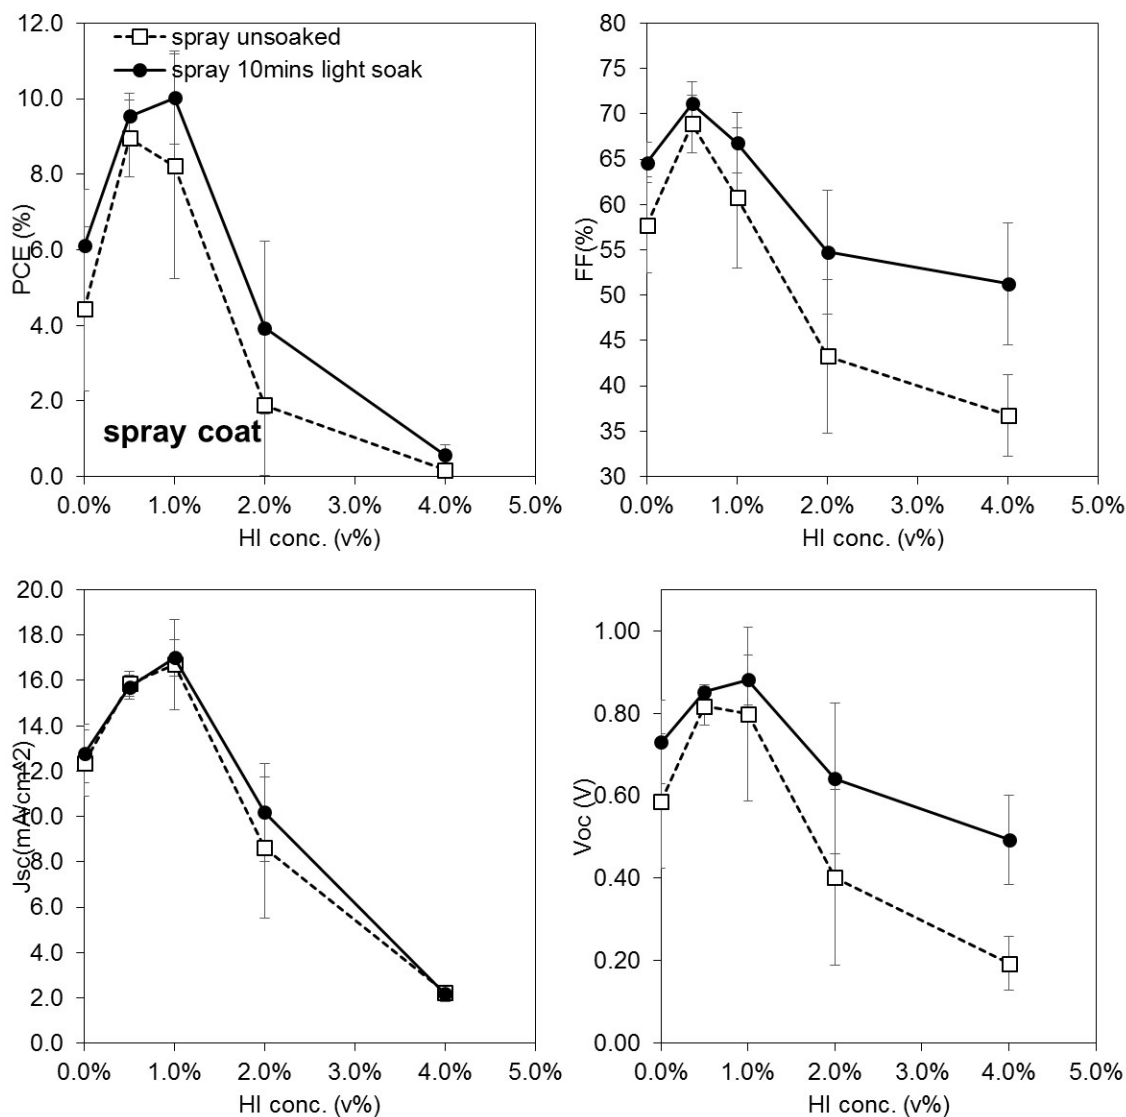 12.0
10.0
8.0
6.0
4.0
2.0
0.0
PCE (%)
spray unsoaked
spray 10mins light soak
spray coat
0.0% 1.0% 2.0% 3.0% 4.0% 5.0%
HI conc. (v%)
80
75
70
65
60
55
50
45
40
35
30
FF(%)
0.0% 1.0% 2.0% 3.0% 4.0% 5.0%
HI conc. (v%)
20.0
18.0
16.0
14.0
12.0
10.0
8.0
6.0
4.0
2.0
0.0
Jsc(mA/cm^2)
0.0% 1.0% 2.0% 3.0% 4.0% 5.0%
HI conc. (v%)
1.00
0.80
0.60
0.40
0.20
0.00
Voc (V)
0.0% 1.0% 2.0% 3.0% 4.0% 5.0%
HI conc. (v%)